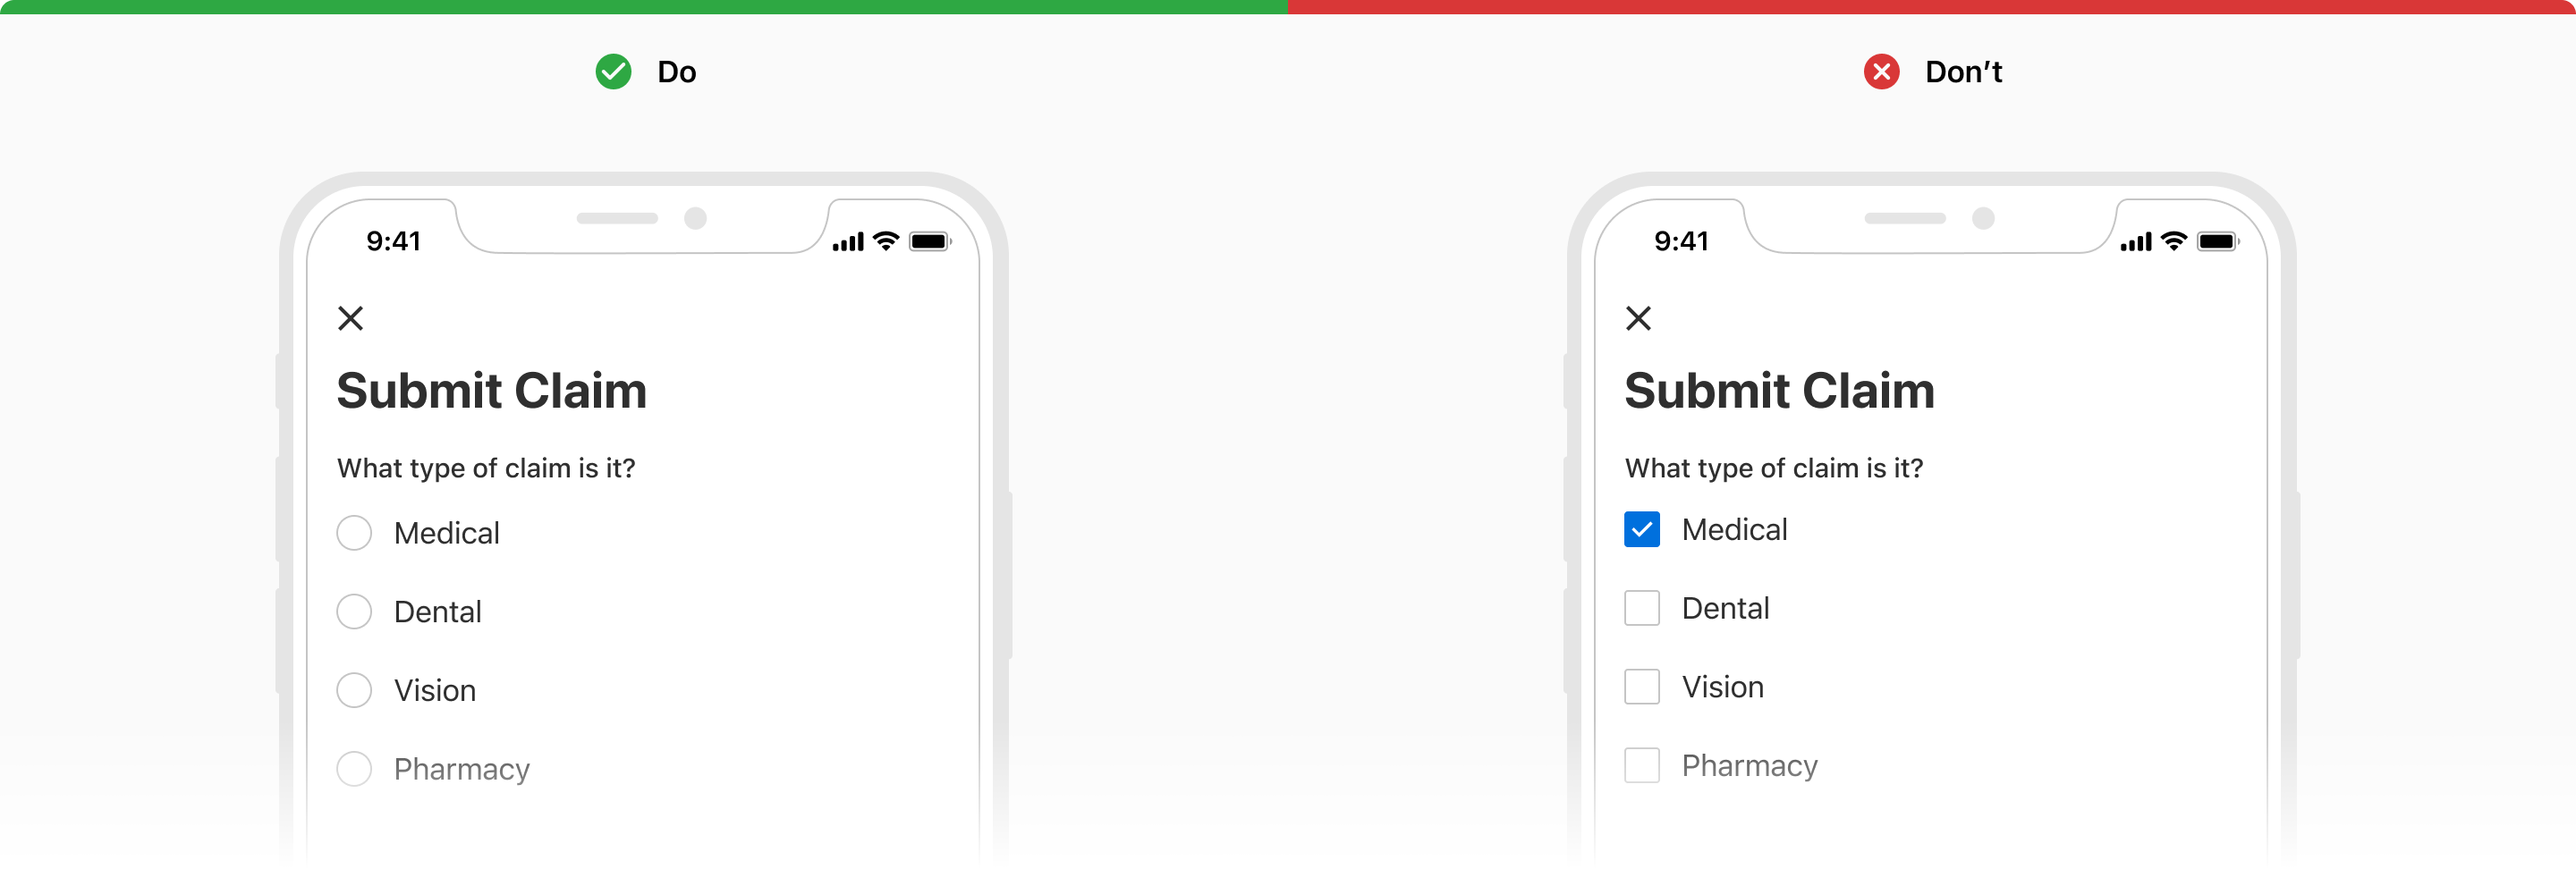 Do
Don’t
9:41
Submit Claim
What type of claim is it?
Medical
Dental
Vision
Pharmacy
9:41
Submit Claim
What type of claim is it?
Medical
Dental
Vision
Pharmacy